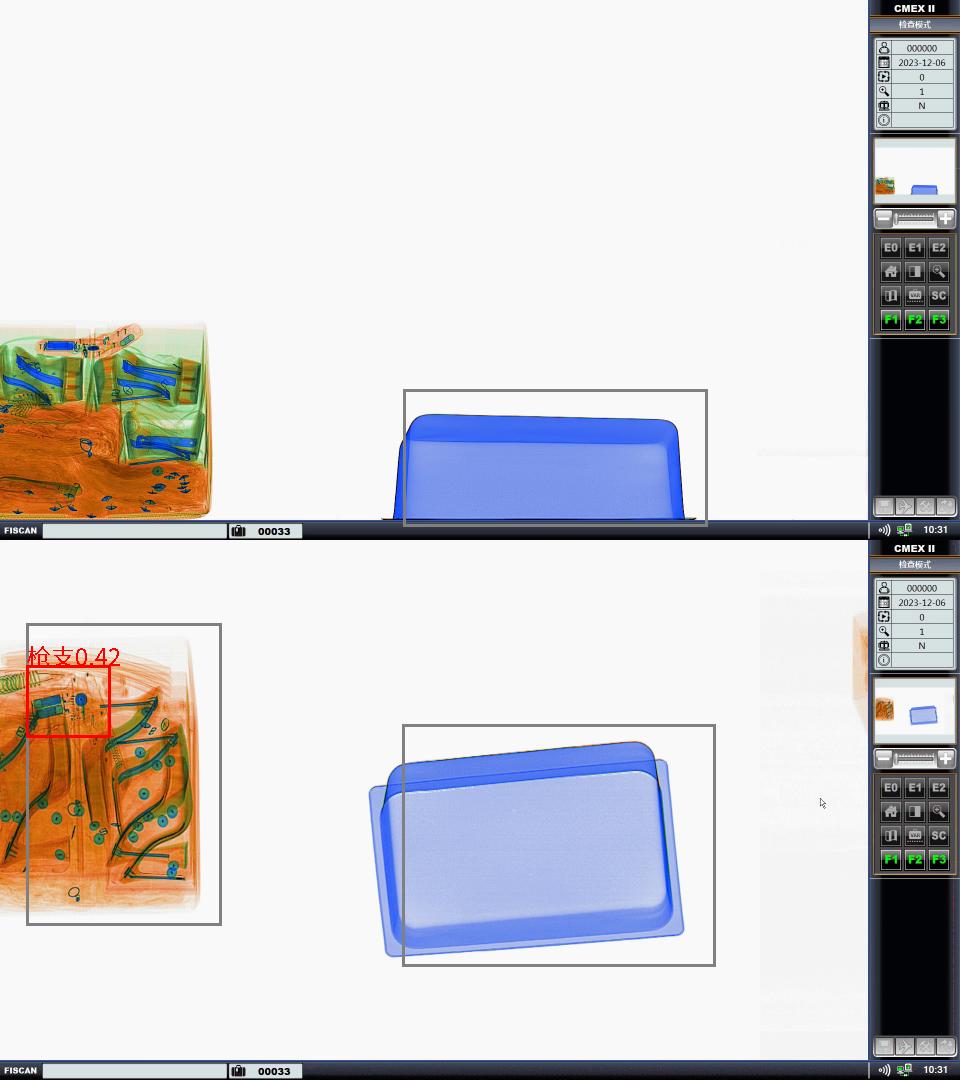 CMEX II
检查模式
000000
2023-12-06
0
1
N
E0 E1 E2
VAR SC
F1 F2 F3
FISCAN 00033 10:31
CMEX II
检查模式
000000
2023-12-06
0
1
N
枪支0.42
E0 E1 E2
VAR SC
F1 F2 F3
FISCAN 00033 10:31